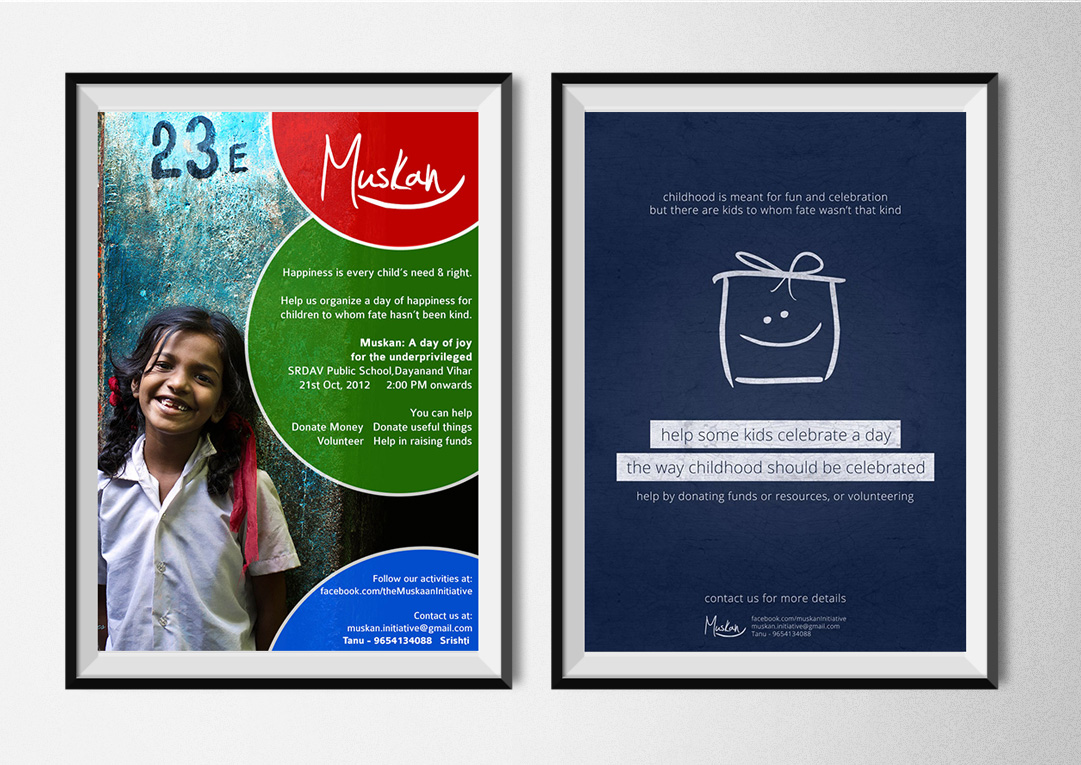 23E
Muskan
Happiness is every child's need & right.
Help us organize a day of happiness for
children to whom fate hasn't been kind.
Muskan: A day of joy
for the underprivileged
SRDAV Public School,Dayanand Vihar
21st Oct, 2012 2:00 PM onwards
You can help
Donate Money Donate useful things
Volunteer Help in raising funds
Follow our activities at:
facebook.com/theMuskaanInitiative
Contact us at:
muskan.initiative@gmail.com
Tanu - 9654134088 Srishti
childhood is meant for fun and celebration
but there are kids to whom fate wasn't that kind
help some kids celebrate a day
the way childhood should be celebrated
help by donating funds or resources, or volunteering
contact us for more details
Muskan
facebook.com/muskanInitiative
muskan.initiative@gmail.com
Tanu - 9654134088